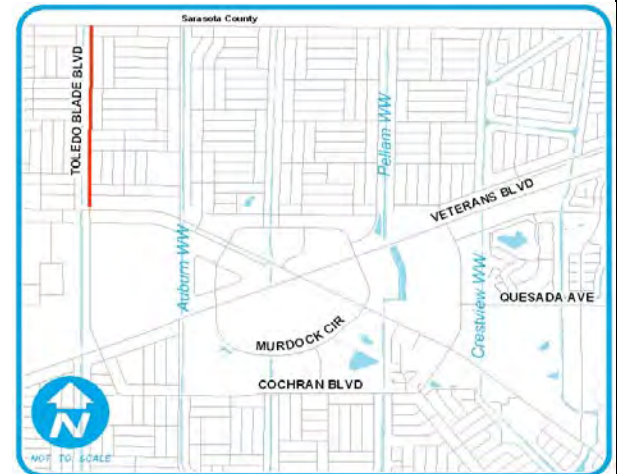 Sarasota County
TOLEDO BLADE BLVD
Pellam WW
VETERANS BLVD
Auburn WW
QUESADA AVE
Crestview WW
MURDOCK CIR
COCHRAN BLVD
N
NOT TO SCALE